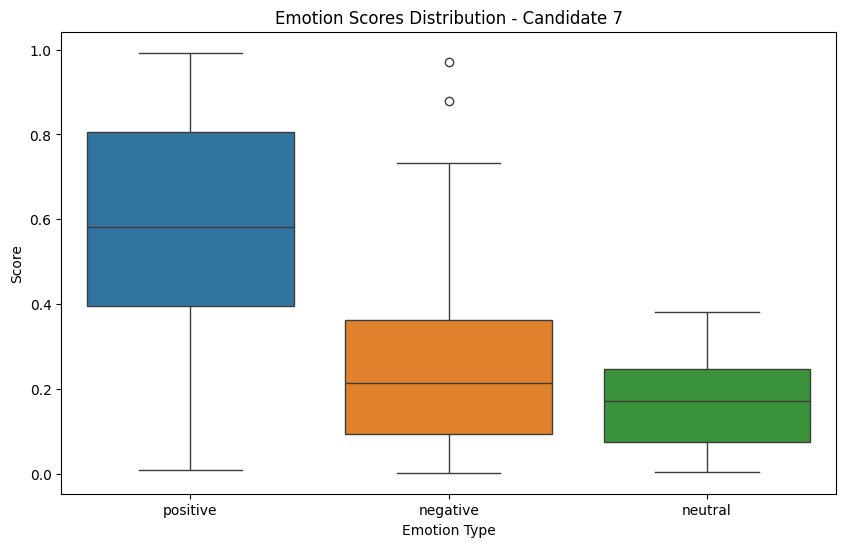 Emotion Scores Distribution - Candidate 7
1.0
0.8
0.6
0.4
0.2
0.0
Score
positive
negative
neutral
Emotion Type